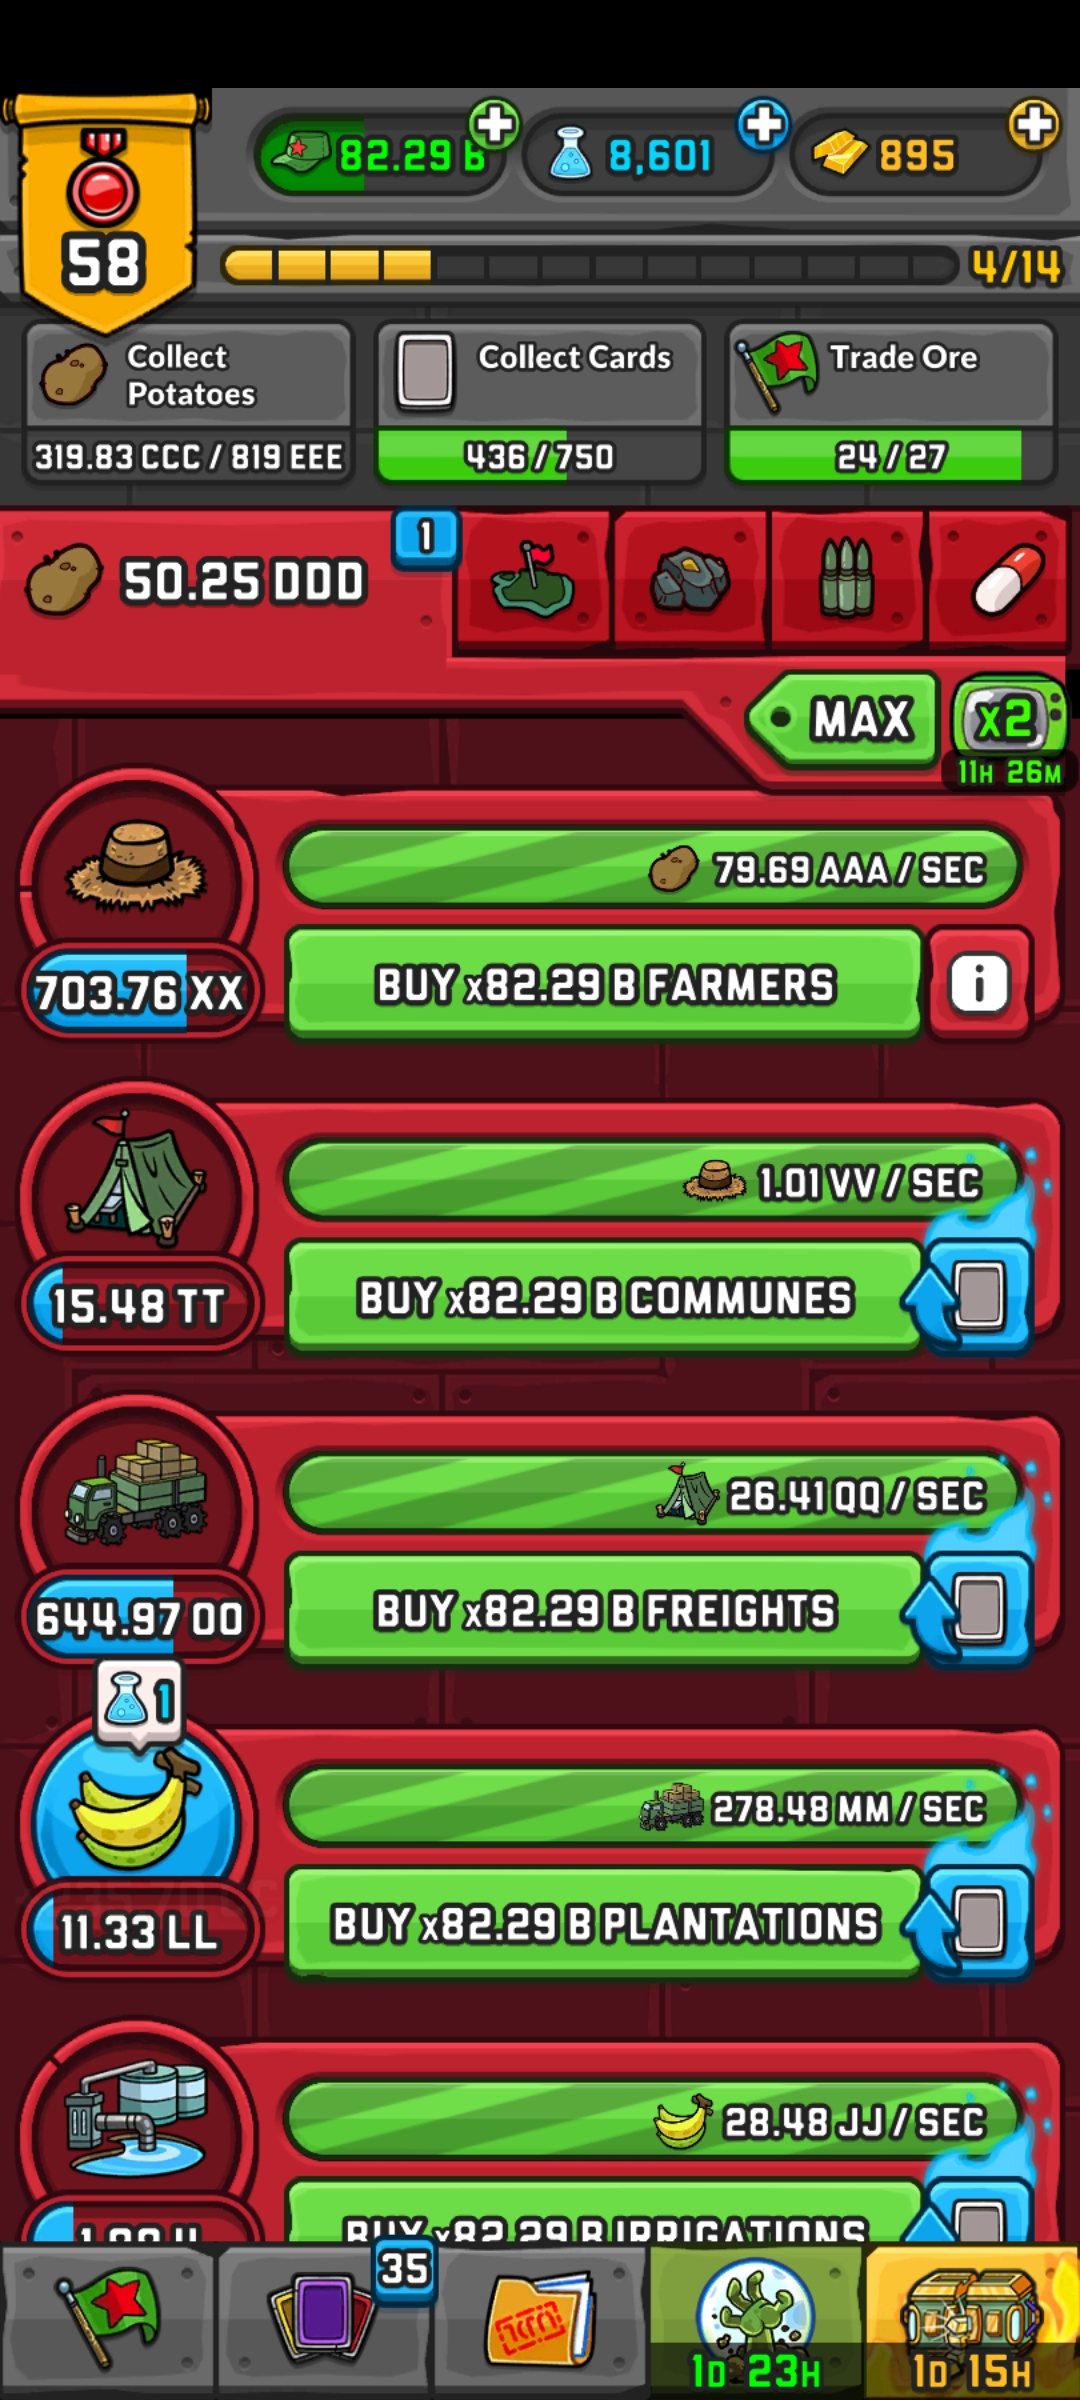 82.29 B
8,601
895
58
4/14
Collect
Potatoes
319.83 CCC / 819 EEE
Collect Cards
436 / 750
Trade Ore
24 / 27
50.25 DDD
1
MAX
x2
11H 26M
79.69 AAA / SEC
703.76 XX
BUY x82.29 B FARMERS
i
1.01 VV / SEC
15.48 TT
BUY x82.29 B COMMUNES
26.41 QQ / SEC
644.97 OO
BUY x82.29 B FREIGHTS
1
278.48 MM / SEC
11.33 LL
BUY x82.29 B PLANTATIONS
28.48 JJ / SEC
BUY x82.29 B IRRIGATIONS
35
1D 23H
1D 15H